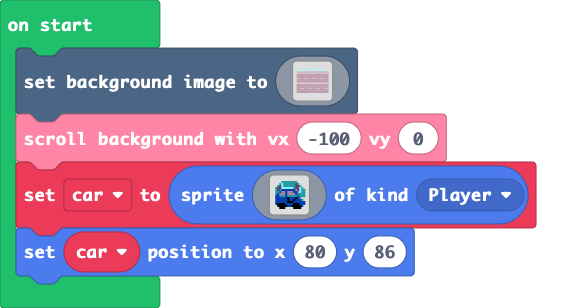 on start
set background image to
scroll background with vx -100 vy 0
set car to sprite of kind Player
set car position to x 80 y 86